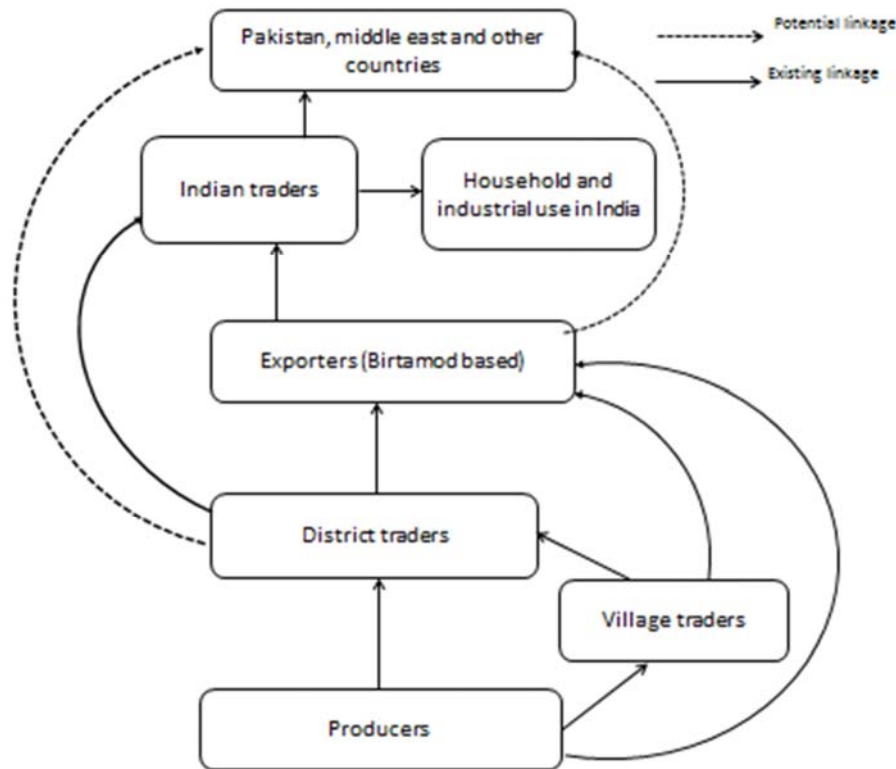 Pakistan, middle east and other
countries
Potential linkage
Existing linkage
Indian traders
Household and
industrial use in India
Exporters (Birtamod based)
District traders
Village traders
Producers